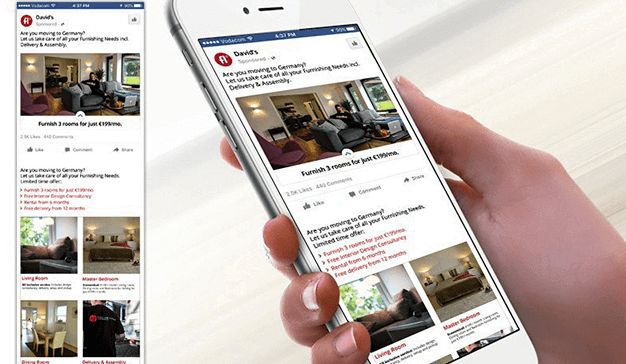 Vodacom 4:37 PM 90%
David's
Sponsored
Are you moving to Germany?
Let us take care of all your Furnishing Needs incl.
Delivery & Assembly.
Furnish 3 rooms for just €199/mo.
2.5K Likes 440 Comments
Like Comment Share
Are you moving to Germany?
Let us take care of all your Furnishing Needs.
Limited time offer:
> Furnish 3 rooms for just €199/mo.
> Free Interior Design Consultancy
> Rental from 6 months
> Free delivery from 12 months
Living Room
Master Bedroom
Dining
Delivery & Assembly
Vodacom 4:37 PM
David's
Sponsored
Are you moving to Germany?
Let us take care of all your Furnishing Needs incl.
Delivery & Assembly.
Furnish 3 rooms for just €199/mo.
2.5K Likes 440 Comments
Like Comment Share
Are you moving to Germany?
Let us take care of all your Furnishing Needs.
Limited time offer:
> Furnish 3 rooms for just €199/mo.
> Free Interior Design Consultancy
> Rental from 6 months
> Free delivery from 12 months
Living Room
Master Bedroom